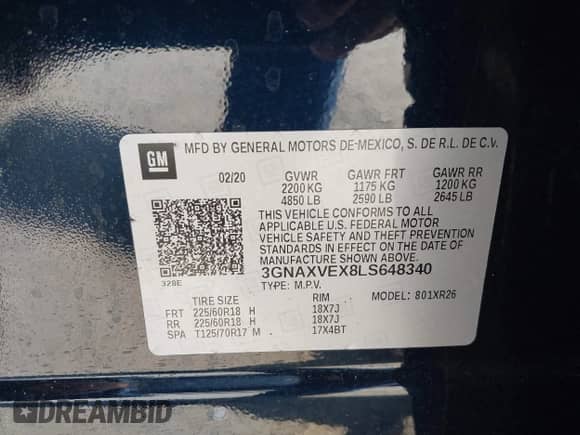 GM
MFD BY GENERAL MOTORS DE-MEXICO, S. DE R.L. DE C.V.
02/20 GVWR GAWR FRT GAWR RR
2200 KG 1175 KG 1200 KG
4850 LB 2590 LB 2645 LB
THIS VEHICLE CONFORMS TO ALL
APPLICABLE U.S. FEDERAL MOTOR
VEHICLE SAFETY AND THEFT PREVENTION
STANDARDS IN EFFECT ON THE DATE OF
MANUFACTURE SHOWN ABOVE.
3GNAXVEX8LS648340
328E TYPE: M.P.V.
TIRE SIZE RIM MODEL: 801XR26
FRT 225/60R18 H 18X7J
RR 225/60R18 H 18X7J
SPA T125/70R17 M 17X4BT
DREAMBID